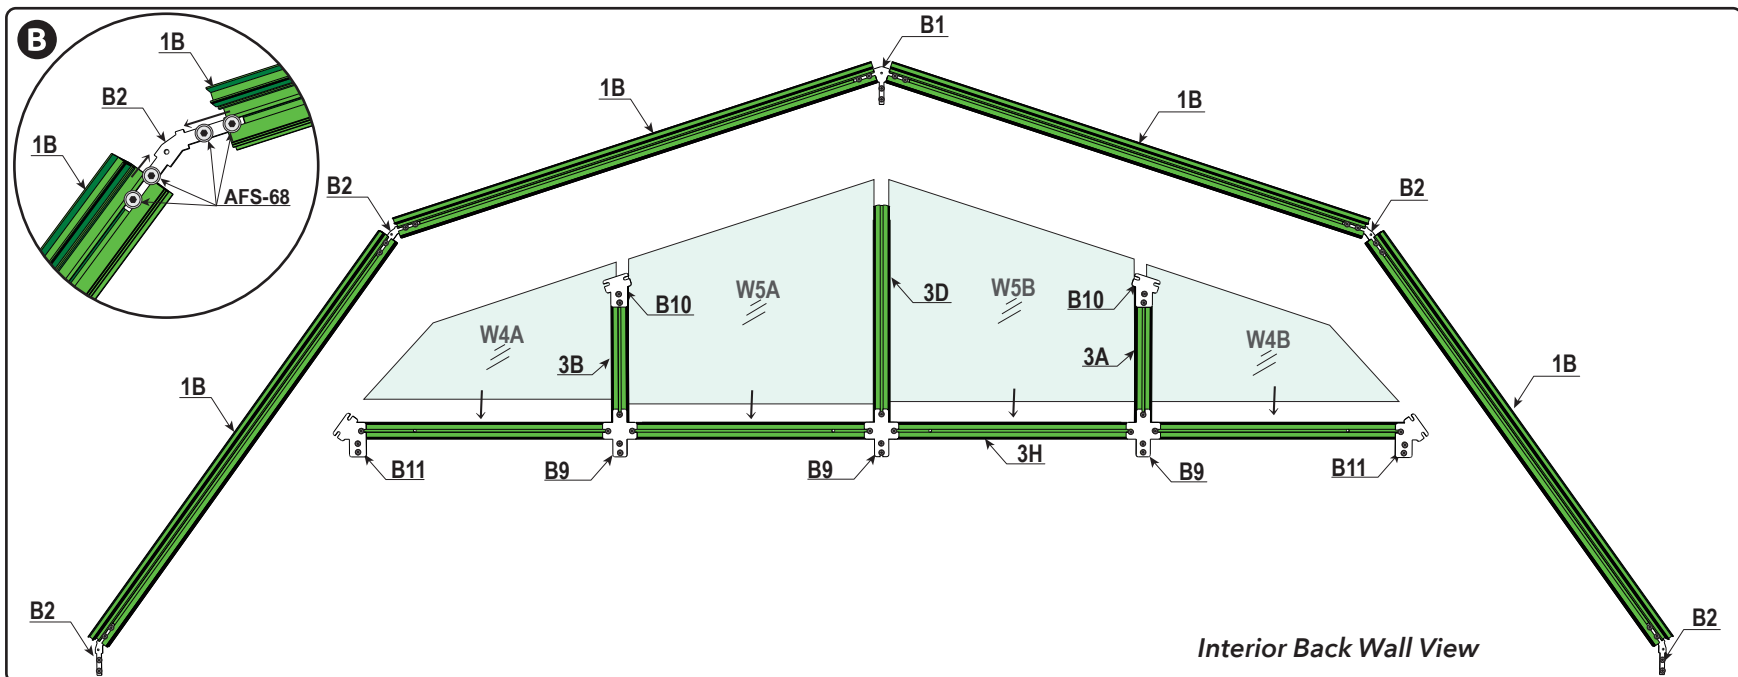 B
1B
B2
1B
AFS-68
B1
1B
1B
B2
B2
W5A
W5B
B10
3D
B10
W4A
W4B
3B
3A
1B
1B
B11
B9
B9
3H
B9
B11
B2
B2
Interior Back Wall View